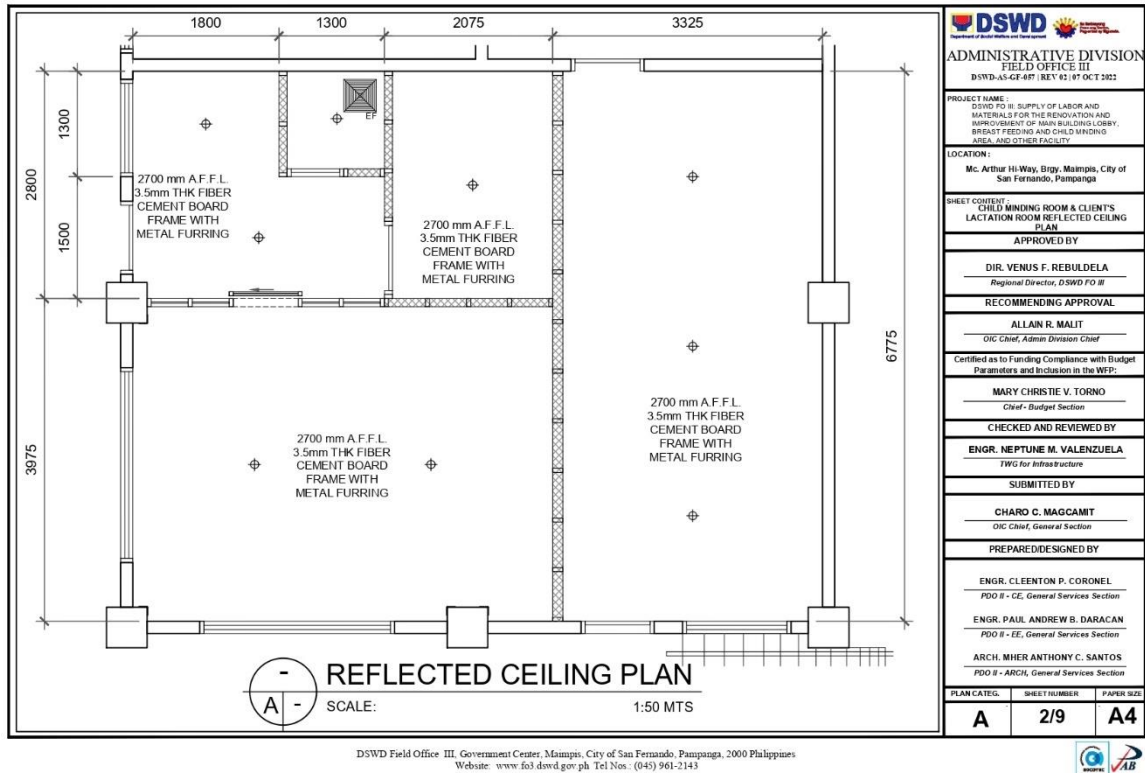 1800
1300
2075
3325
1300
2800
1500
3975
6775
EF
2700 mm A.F.F.L.
3.5mm THK FIBER
CEMENT BOARD
FRAME WITH
METAL FURRING
2700 mm A.F.F.L.
3.5mm THK FIBER
CEMENT BOARD
FRAME WITH
METAL FURRING
2700 mm A.F.F.L.
3.5mm THK FIBER
CEMENT BOARD
FRAME WITH
METAL FURRING
2700 mm A.F.F.L.
3.5mm THK FIBER
CEMENT BOARD
FRAME WITH
METAL FURRING
-
A -
REFLECTED CEILING PLAN
SCALE: 1:50 MTS
DSWD
Department of Social Welfare and Development
ADMINISTRATIVE DIVISION
FIELD OFFICE III
DSWD-AS-GF-057 | REV 02 | 07 OCT 2022
PROJECT NAME :
DSWD FO III: SUPPLY OF LABOR AND
MATERIALS FOR THE RENOVATION AND
IMPROVEMENT OF MAIN BUILDING LOBBY,
BREAST FEEDING AND CHILD MINDING
AREA, AND OTHER FACILITY
LOCATION :
Mc. Arthur Hi-Way, Brgy. Maimpis, City of
San Fernando, Pampanga
SHEET CONTENT :
CHILD MINDING ROOM & CLIENT'S
LACTATION ROOM REFLECTED CEILING
PLAN
APPROVED BY
DIR. VENUS F. REBULDELA
Regional Director, DSWD FO III
RECOMMENDING APPROVAL
ALLAIN R. MALIT
OIC Chief, Admin Division Chief
Certified as to Funding Compliance with Budget
Parameters and Inclusion in the WFP:
MARY CHRISTIE V. TORNO
Chief - Budget Section
CHECKED AND REVIEWED BY
ENGR. NEPTUNE M. VALENZUELA
TWG for Infrastructure
SUBMITTED BY
CHARO C. MAGCAMIT
OIC Chief, General Section
PREPARED/DESIGNED BY
ENGR. CLEENTON P. CORONEL
PDO II - CE, General Services Section
ENGR. PAUL ANDREW B. DARACAN
PDO II - EE, General Services Section
ARCH. MHER ANTHONY C. SANTOS
PDO II - ARCH, General Services Section
PLAN CATEG. SHEET NUMBER PAPER SIZE
A 2/9 A4
DSWD Field Office III, Government Center, Maimpis, City of San Fernando, Pampanga, 2000 Philippines
Website: www.fo3.dswd.gov.ph Tel Nos.: (045) 961-2143
PAB